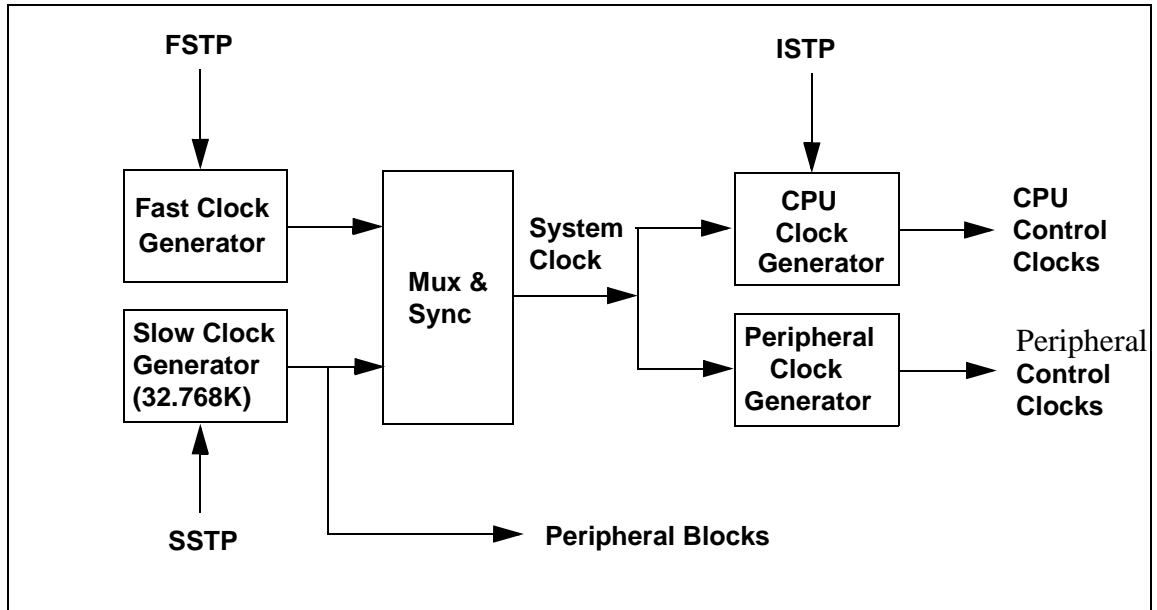 FSTP
ISTP
Fast Clock
Generator
Slow Clock
Generator
(32.768K)
SSTP
Mux &
Sync
System
Clock
CPU
Clock
Generator
Peripheral
Clock
Generator
CPU
Control
Clocks
Peripheral
Control
Clocks
Peripheral Blocks